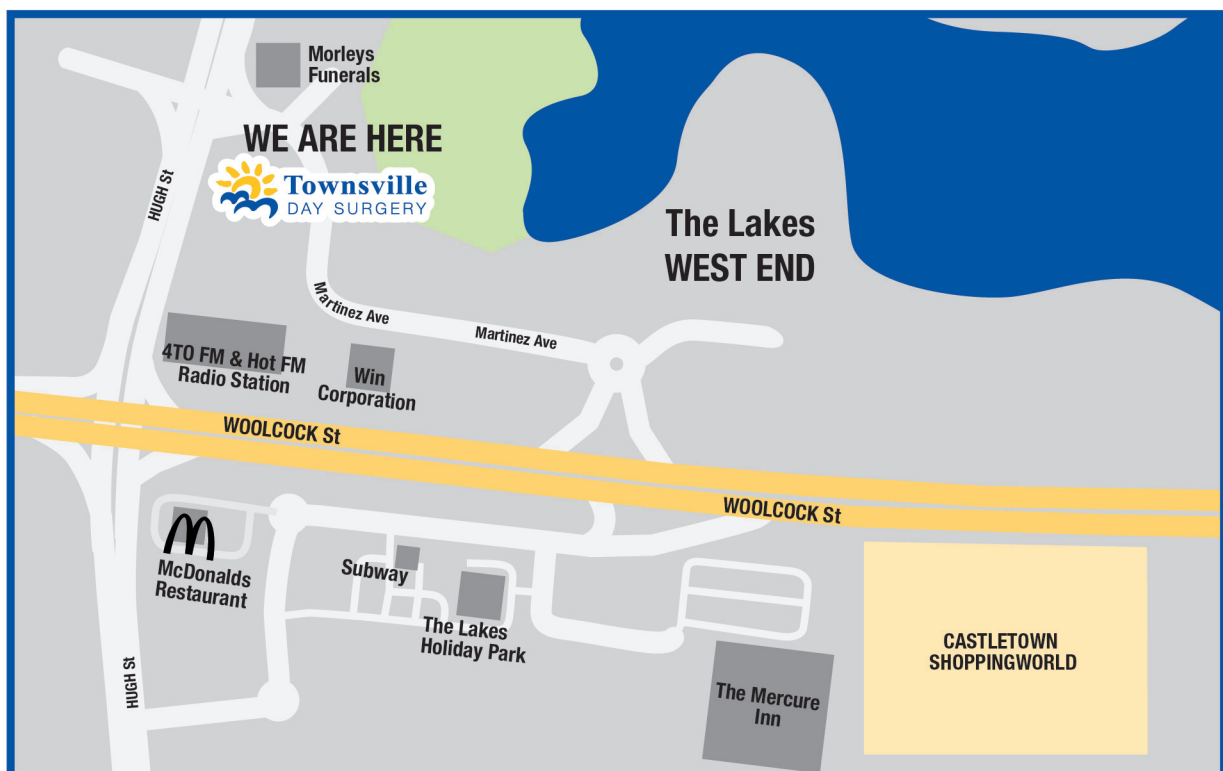 Morleys
Funerals
WE ARE HERE
Townsville
DAY SURGERY
HUGH St
The Lakes
WEST END
Martinez Ave
Martinez Ave
4TO FM & Hot FM
Radio Station
Win
Corporation
WOOLCOCK St
WOOLCOCK St
McDonalds
Restaurant
Subway
The Lakes
Holiday Park
HUGH St
The Mercure
Inn
CASTLETOWN
SHOPPINGWORLD